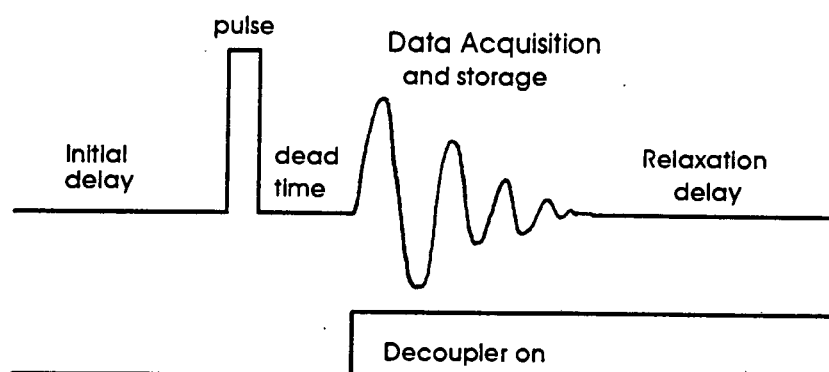 pulse
Data Acquisition
and storage
Initial
delay
dead
time
Relaxation
delay
Decoupler on